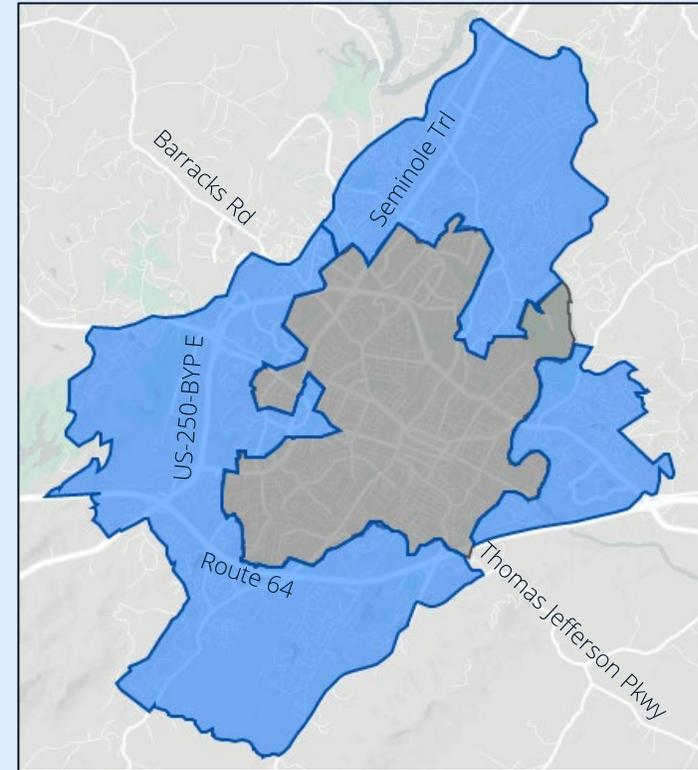 Seminole Trl
Barracks Rd
US-250-BYP E
Route 64
Thomas Jefferson Pkwy